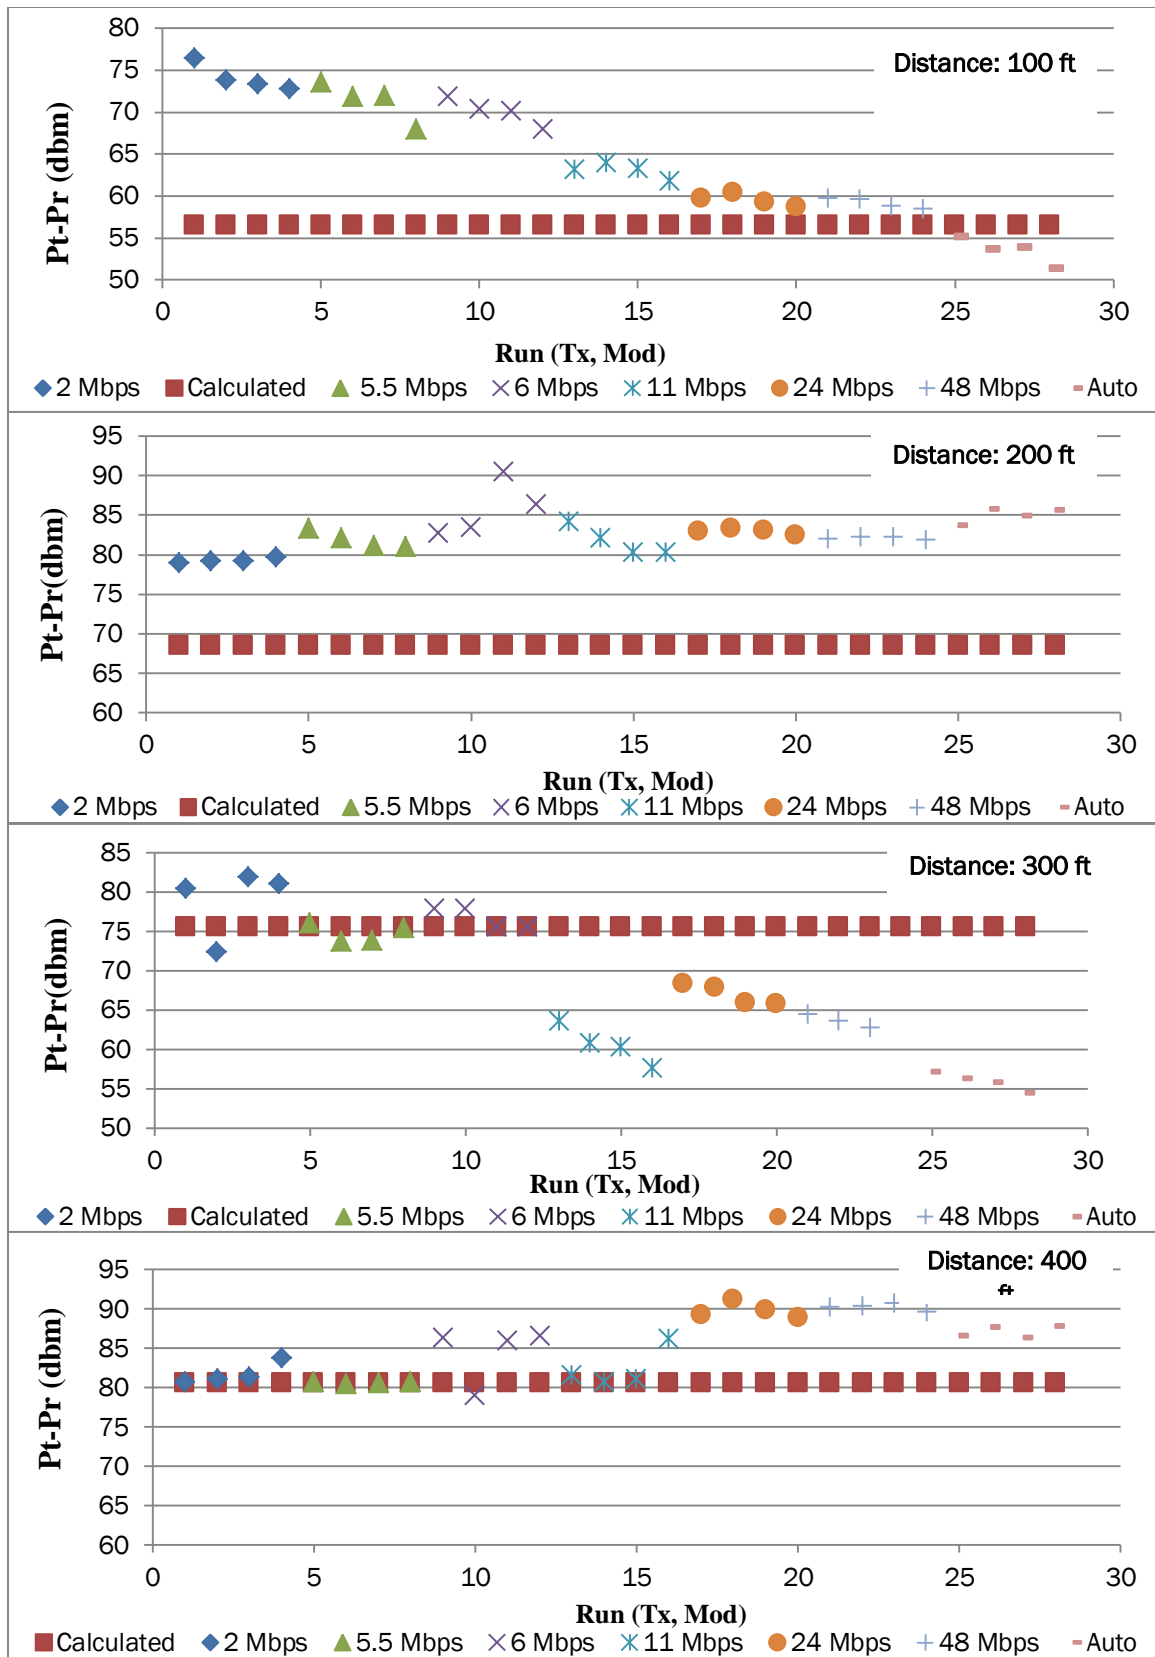 80
75
70
65
60
55
50
Pt-Pr (dbm)
Distance: 100 ft
0 5 10 15 20 25 30
Run (Tx, Mod)
2 Mbps Calculated 5.5 Mbps 6 Mbps 11 Mbps 24 Mbps 48 Mbps Auto
95
90
85
80
75
70
65
60
Pt-Pr(dbm)
Distance: 200 ft
0 5 10 15 20 25 30
Run (Tx, Mod)
2 Mbps Calculated 5.5 Mbps 6 Mbps 11 Mbps 24 Mbps 48 Mbps Auto
85
80
75
70
65
60
55
50
Pt-Pr(dbm)
Distance: 300 ft
0 5 10 15 20 25 30
Run (Tx, Mod)
2 Mbps Calculated 5.5 Mbps 6 Mbps 11 Mbps 24 Mbps 48 Mbps Auto
95
90
85
80
75
70
65
60
Pt-Pr (dbm)
Distance: 400
ft
0 5 10 15 20 25 30
Run (Tx, Mod)
Calculated 2 Mbps 5.5 Mbps 6 Mbps 11 Mbps 24 Mbps 48 Mbps Auto